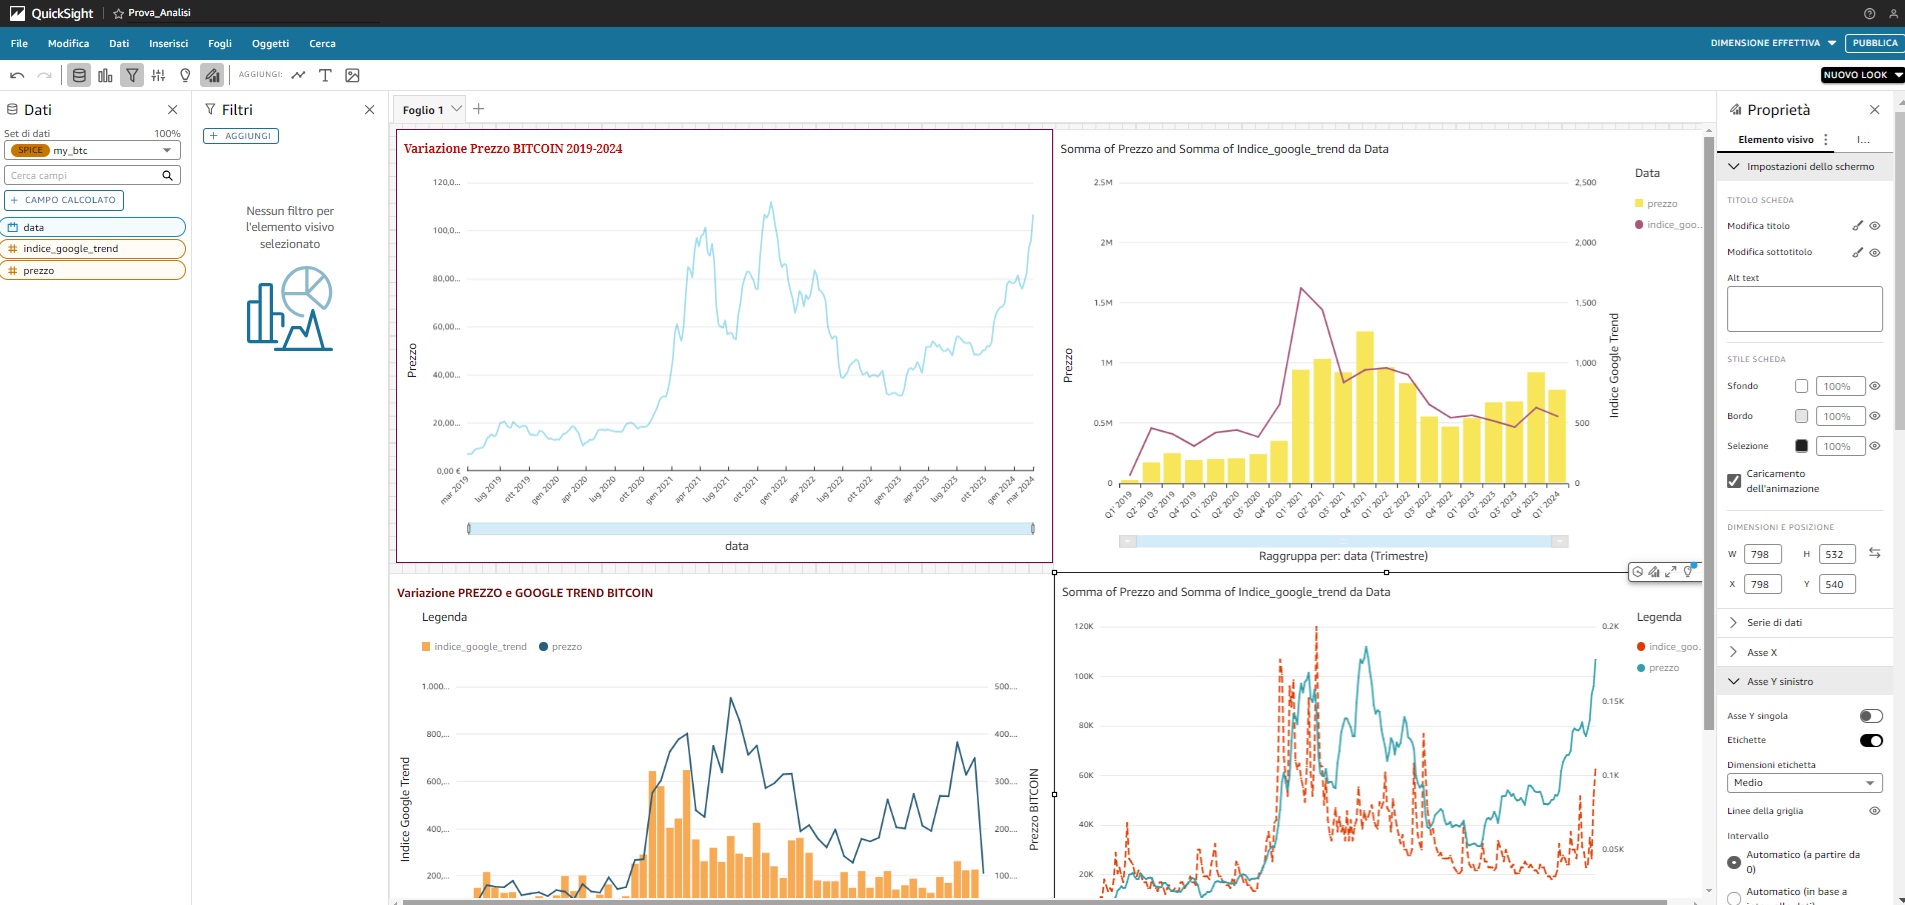 QuickSight
Prova_Analisi
File Modifica Dati Inserisci Fogli Oggetti Cerca
DIMENSIONE EFFETTIVA
PUBBLICA
AGGIUNGI:
NUOVO LOOK
Dati
Set di dati 100%
SPICE my_btc
Cerca campi
+ CAMPO CALCOLATO
data
# indice_google_trend
# prezzo
Filtri
+ AGGIUNGI
Nessun filtro per
l'elemento visivo
selezionato
Foglio 1
Variazione Prezzo BITCOIN 2019-2024
120,0...
100,0...
80,00...
60,00...
40,00...
20,00...
0,00 €
Prezzo
mar 2019
lug 2019
ott 2019
gen 2020
apr 2020
lug 2020
ott 2020
gen 2021
apr 2021
lug 2021
ott 2021
gen 2022
apr 2022
lug 2022
ott 2022
gen 2023
apr 2023
lug 2023
ott 2023
gen 2024
mar 2024
data
Somma of Prezzo and Somma of Indice_google_trend da Data
2.5M
2M
1.5M
1M
0.5M
0
Prezzo
2,500
2,000
1,500
1,000
500
0
Indice Google Trend
Data
prezzo
indice_goo...
Q1' 2019
Q2' 2019
Q3' 2019
Q4' 2019
Q1' 2020
Q2' 2020
Q3' 2020
Q4' 2020
Q1' 2021
Q2' 2021
Q3' 2021
Q4' 2021
Q1' 2022
Q2' 2022
Q3' 2022
Q4' 2022
Q1' 2023
Q2' 2023
Q3' 2023
Q4' 2023
Q1' 2024
Raggruppa per: data (Trimestre)
Variazione PREZZO e GOOGLE TREND BITCOIN
Legenda
indice_google_trend prezzo
1.000...
800,...
600,...
400,...
200,...
Indice Google Trend
500....
400....
300....
200....
100....
Prezzo BITCOIN
Somma of Prezzo and Somma of Indice_google_trend da Data
120K
100K
80K
60K
40K
20K
0.2K
0.15K
0.1K
0.05K
Legenda
indice_goo...
prezzo
Proprietà
Elemento visivo I...
Impostazioni dello schermo
TITOLO SCHEDA
Modifica titolo
Modifica sottotitolo
Alt text
STILE SCHEDA
Sfondo 100%
Bordo 100%
Selezione 100%
Caricamento
dell'animazione
DIMENSIONI E POSIZIONE
W 798 H 532
X 798 Y 540
Serie di dati
Asse X
Asse Y sinistro
Asse Y singola
Etichette
Dimensioni etichetta
Medio
Linee della griglia
Intervallo
Automatico (a partire da
0)
Automatico (in base a